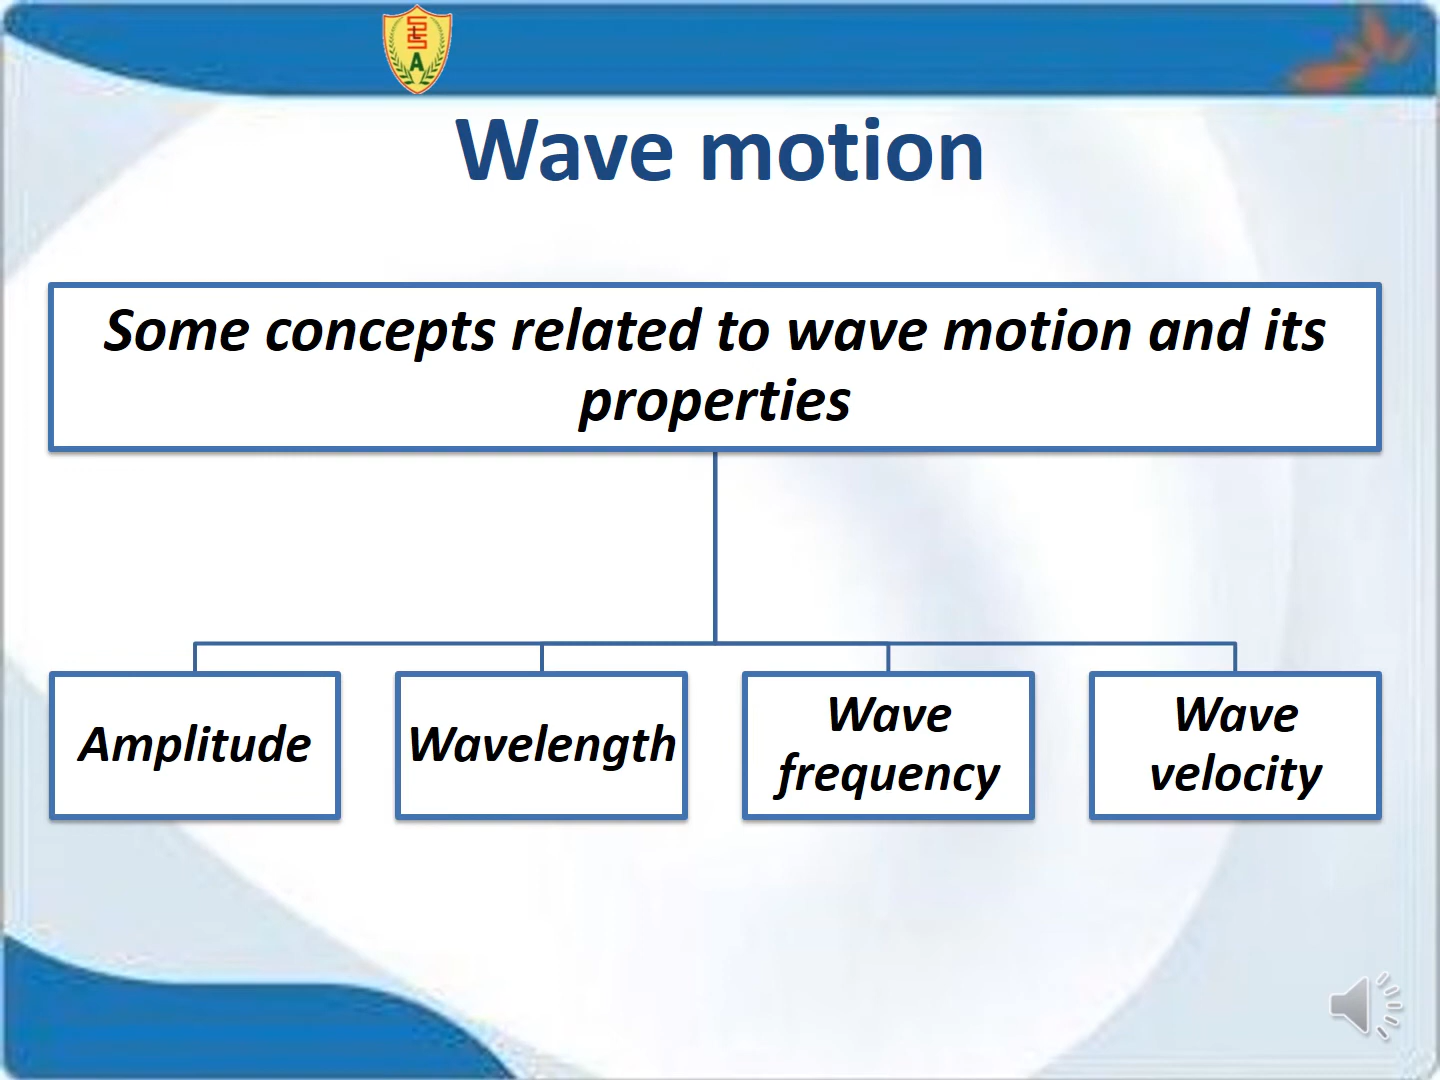 Wave motion
Some concepts related to wave motion and its
properties
Amplitude
Wavelength
Wave
frequency
Wave
velocity